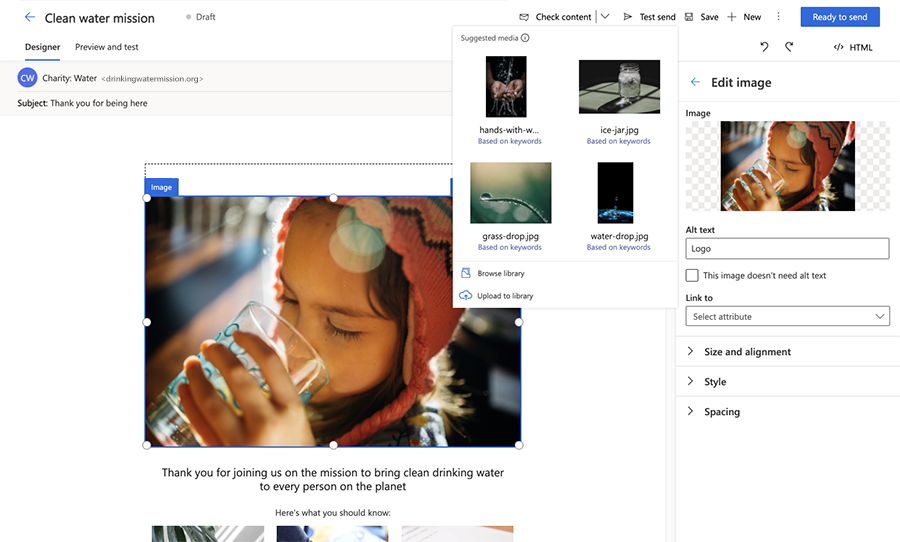 Clean water mission
Draft
Check content
Test send
Save
New
Ready to send
Designer
Preview and test
HTML
CW
Charity: Water <drinkingwatermission.org>
Subject: Thank you for being here
Suggested media
hands-with-w...
Based on keywords
ice-jar.jpg
Based on keywords
grass-drop.jpg
Based on keywords
water-drop.jpg
Based on keywords
Browse library
Upload to library
Image
Thank you for joining us on the mission to bring clean drinking water
to every person on the planet
Here's what you should know:
Edit image
Image
Alt text
Logo
This image doesn't need alt text
Link to
Select attribute
Size and alignment
Style
Spacing